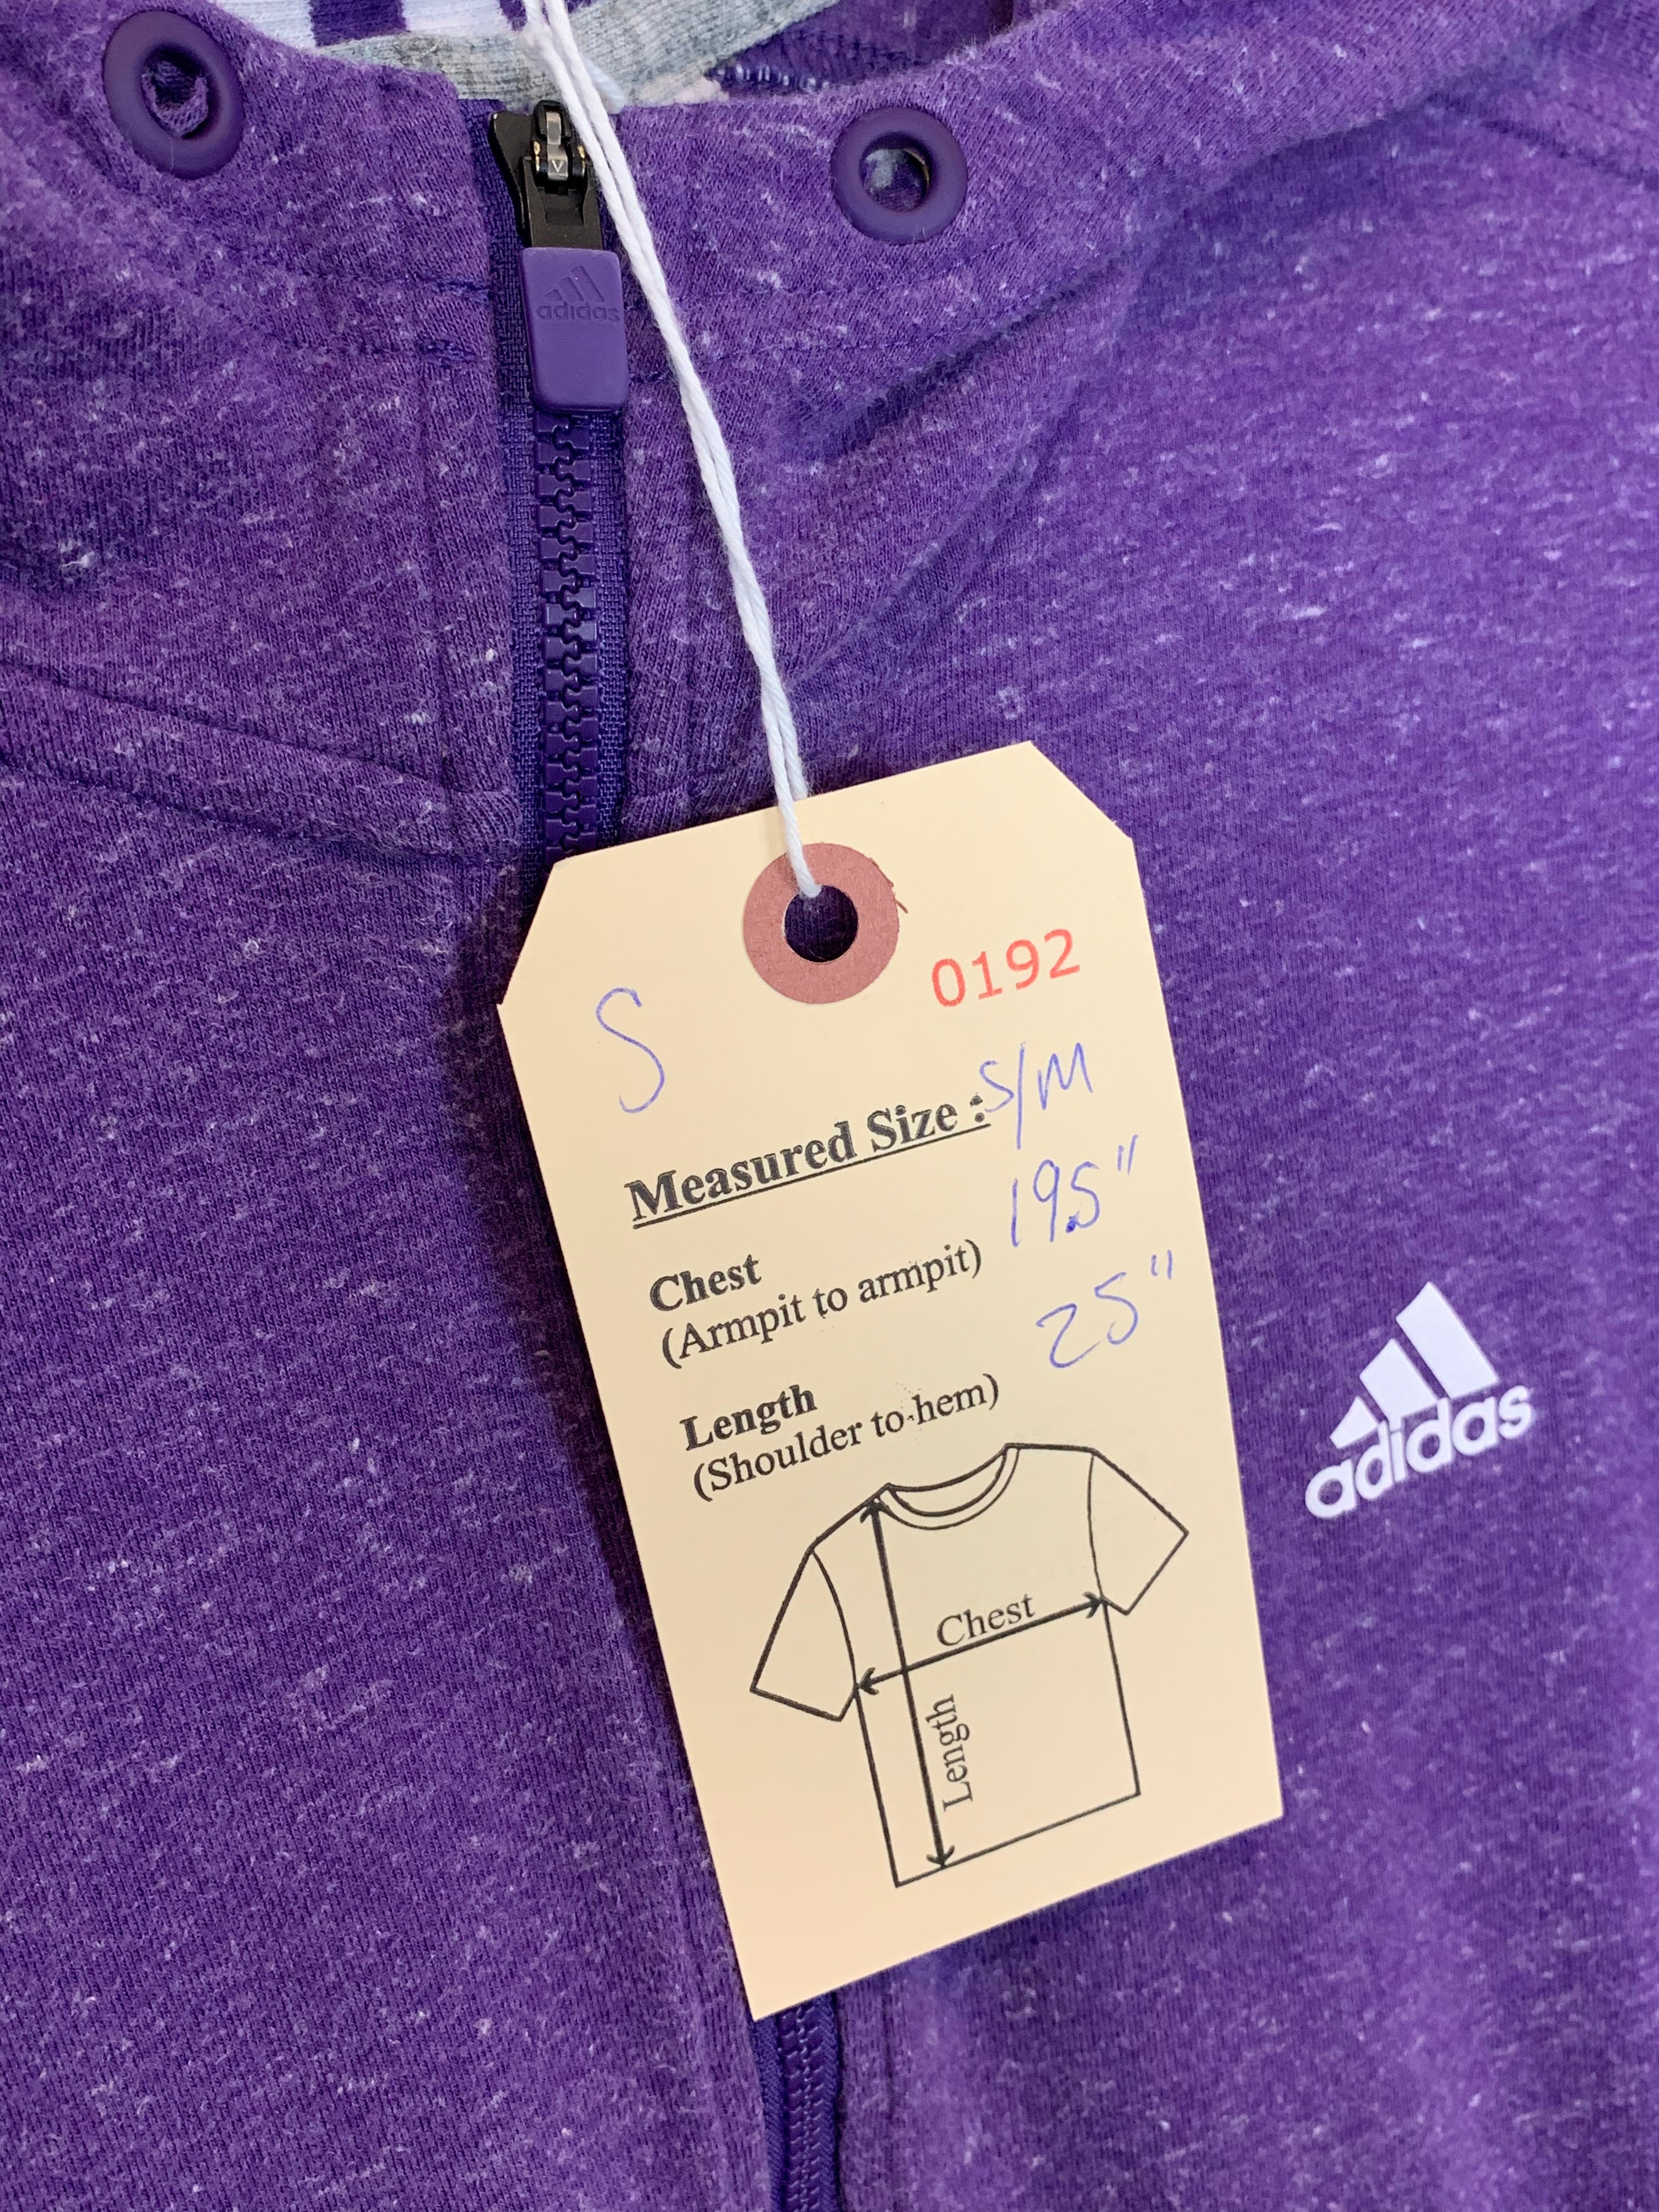 adidas
0192
S
Measured Size : S/M
Chest 19.5"
(Armpit to armpit)
Length 25"
(Shoulder to hem)
Chest
Length
adidas